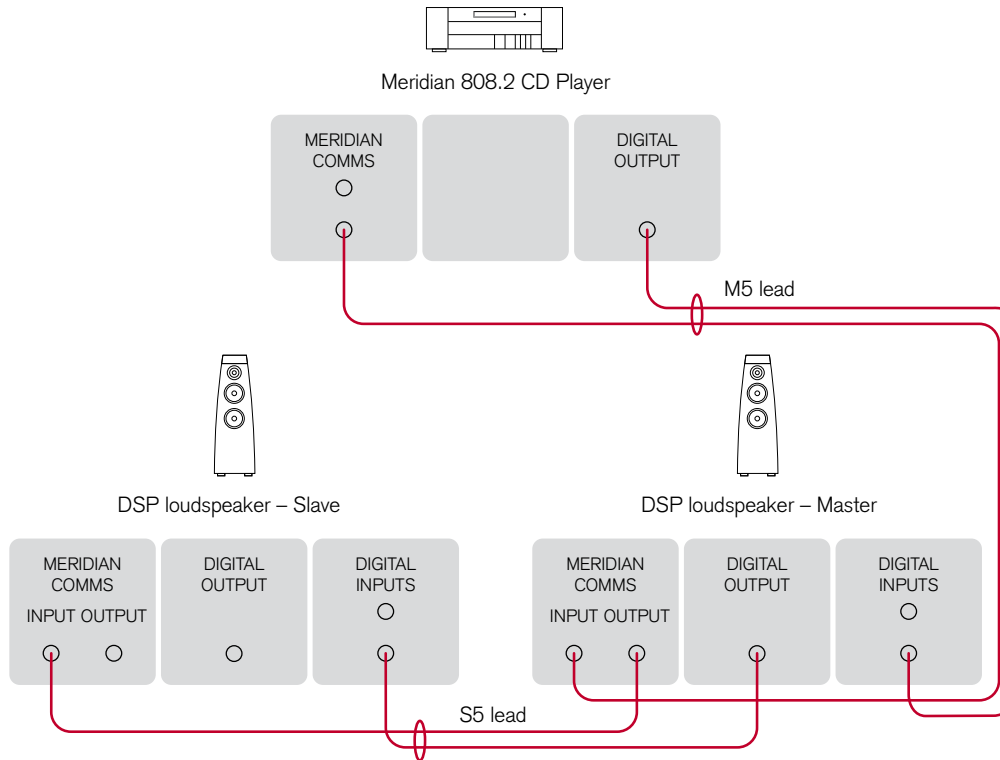 Meridian 808.2 CD Player
MERIDIAN
COMMS
DIGITAL
OUTPUT
M5 lead
DSP loudspeaker – Slave
DSP loudspeaker – Master
MERIDIAN
COMMS
INPUT OUTPUT
DIGITAL
OUTPUT
DIGITAL
INPUTS
MERIDIAN
COMMS
INPUT OUTPUT
DIGITAL
OUTPUT
DIGITAL
INPUTS
S5 lead